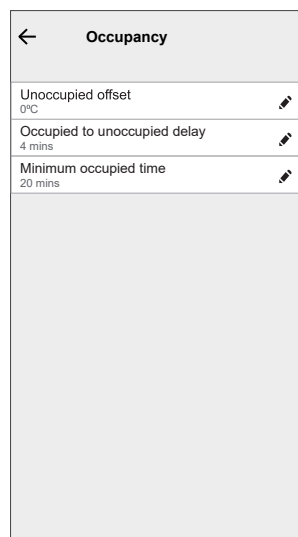 Occupancy
Unoccupied offset
0ºC
Occupied to unoccupied delay
4 mins
Minimum occupied time
20 mins